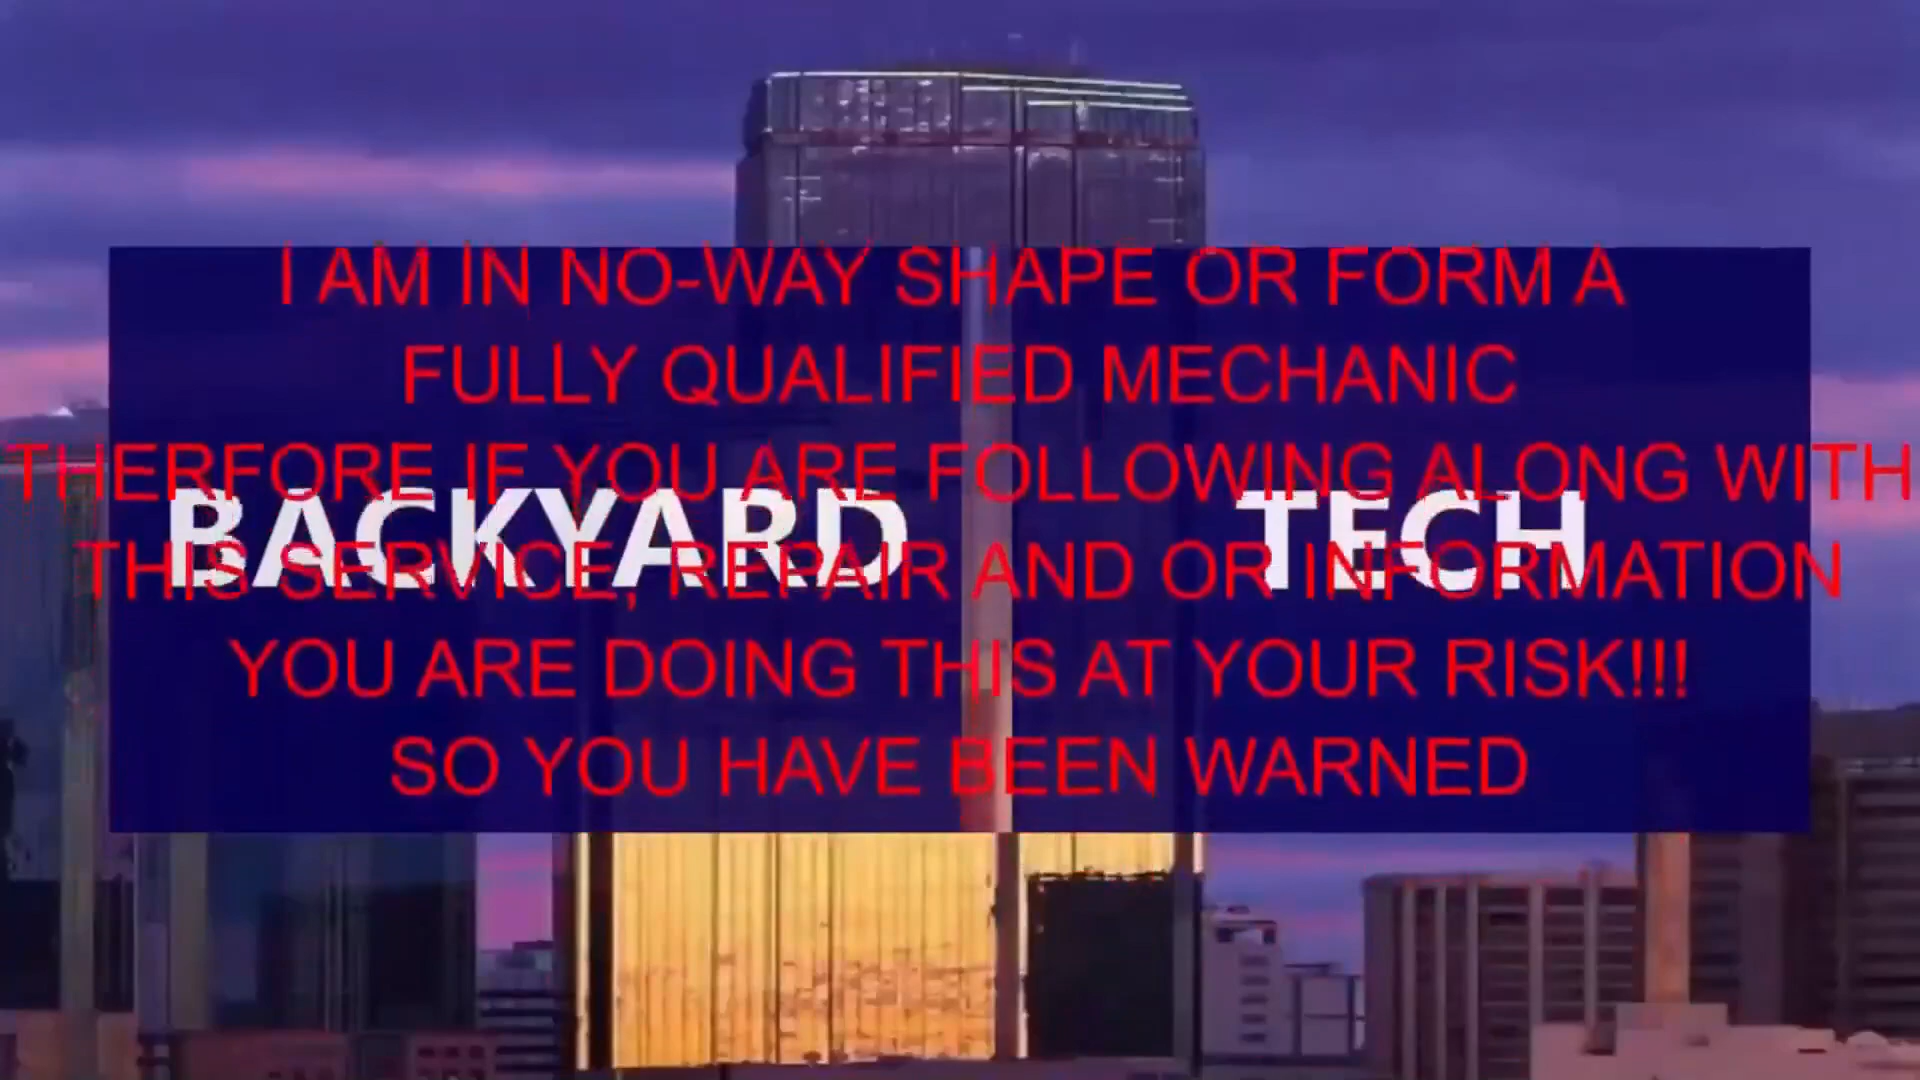 I AM IN NO-WAY SHAPE OR FORM A
FULLY QUALIFIED MECHANIC
THERFORE IF YOU ARE FOLLOWING ALONG WITH
BACKYARD TECH
THIS SERVICE, REPAIR AND OR INFORMATION
YOU ARE DOING THIS AT YOUR RISK!!!
SO YOU HAVE BEEN WARNED